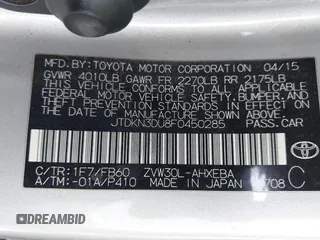 MFD.BY:TOYOTA MOTOR CORPORATION 04/15
GVWR 4010LB GAWR FR 2270LB RR 2175LB
THIS VEHICLE CONFORMS TO ALL APPLICABLE
FEDERAL MOTOR VEHICLE SAFETY, BUMPER, AND
THEFT PREVENTION STANDARDS IN EFFECT ON
THE DATE OF MANUFACTURE SHOWN ABOVE.
JTDKN3DU8F0450285 PASS.CAR
C/TR:1F7/FB60 ZVW30L-AHXEBA
A/TM:-01A/P410 MADE IN JAPAN
C
© BIDFAX
DREAMBID